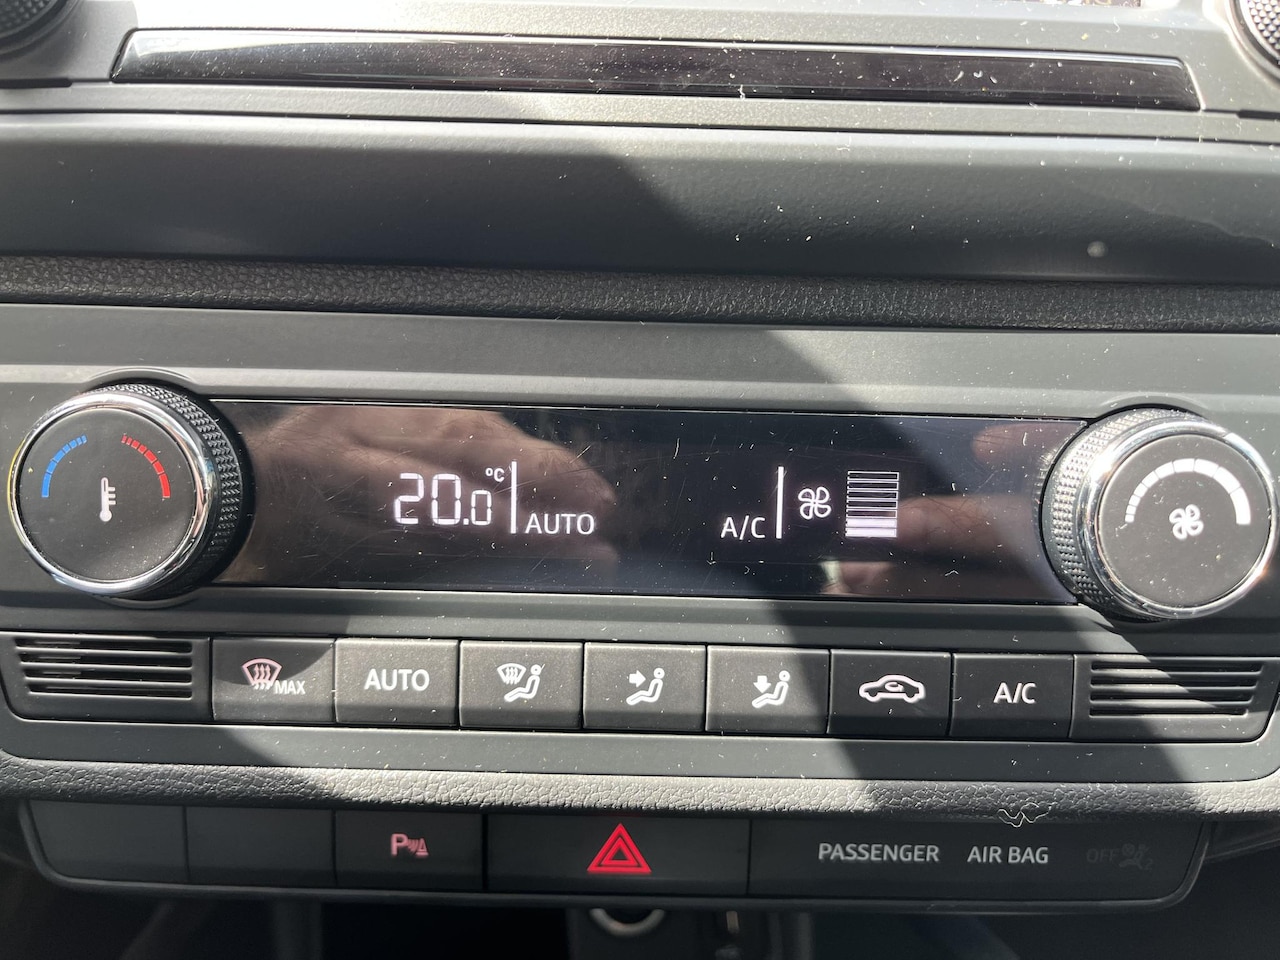 20.0 °C AUTO
A/C
MAX
AUTO
A/C
P
PASSENGER AIR BAG OFF